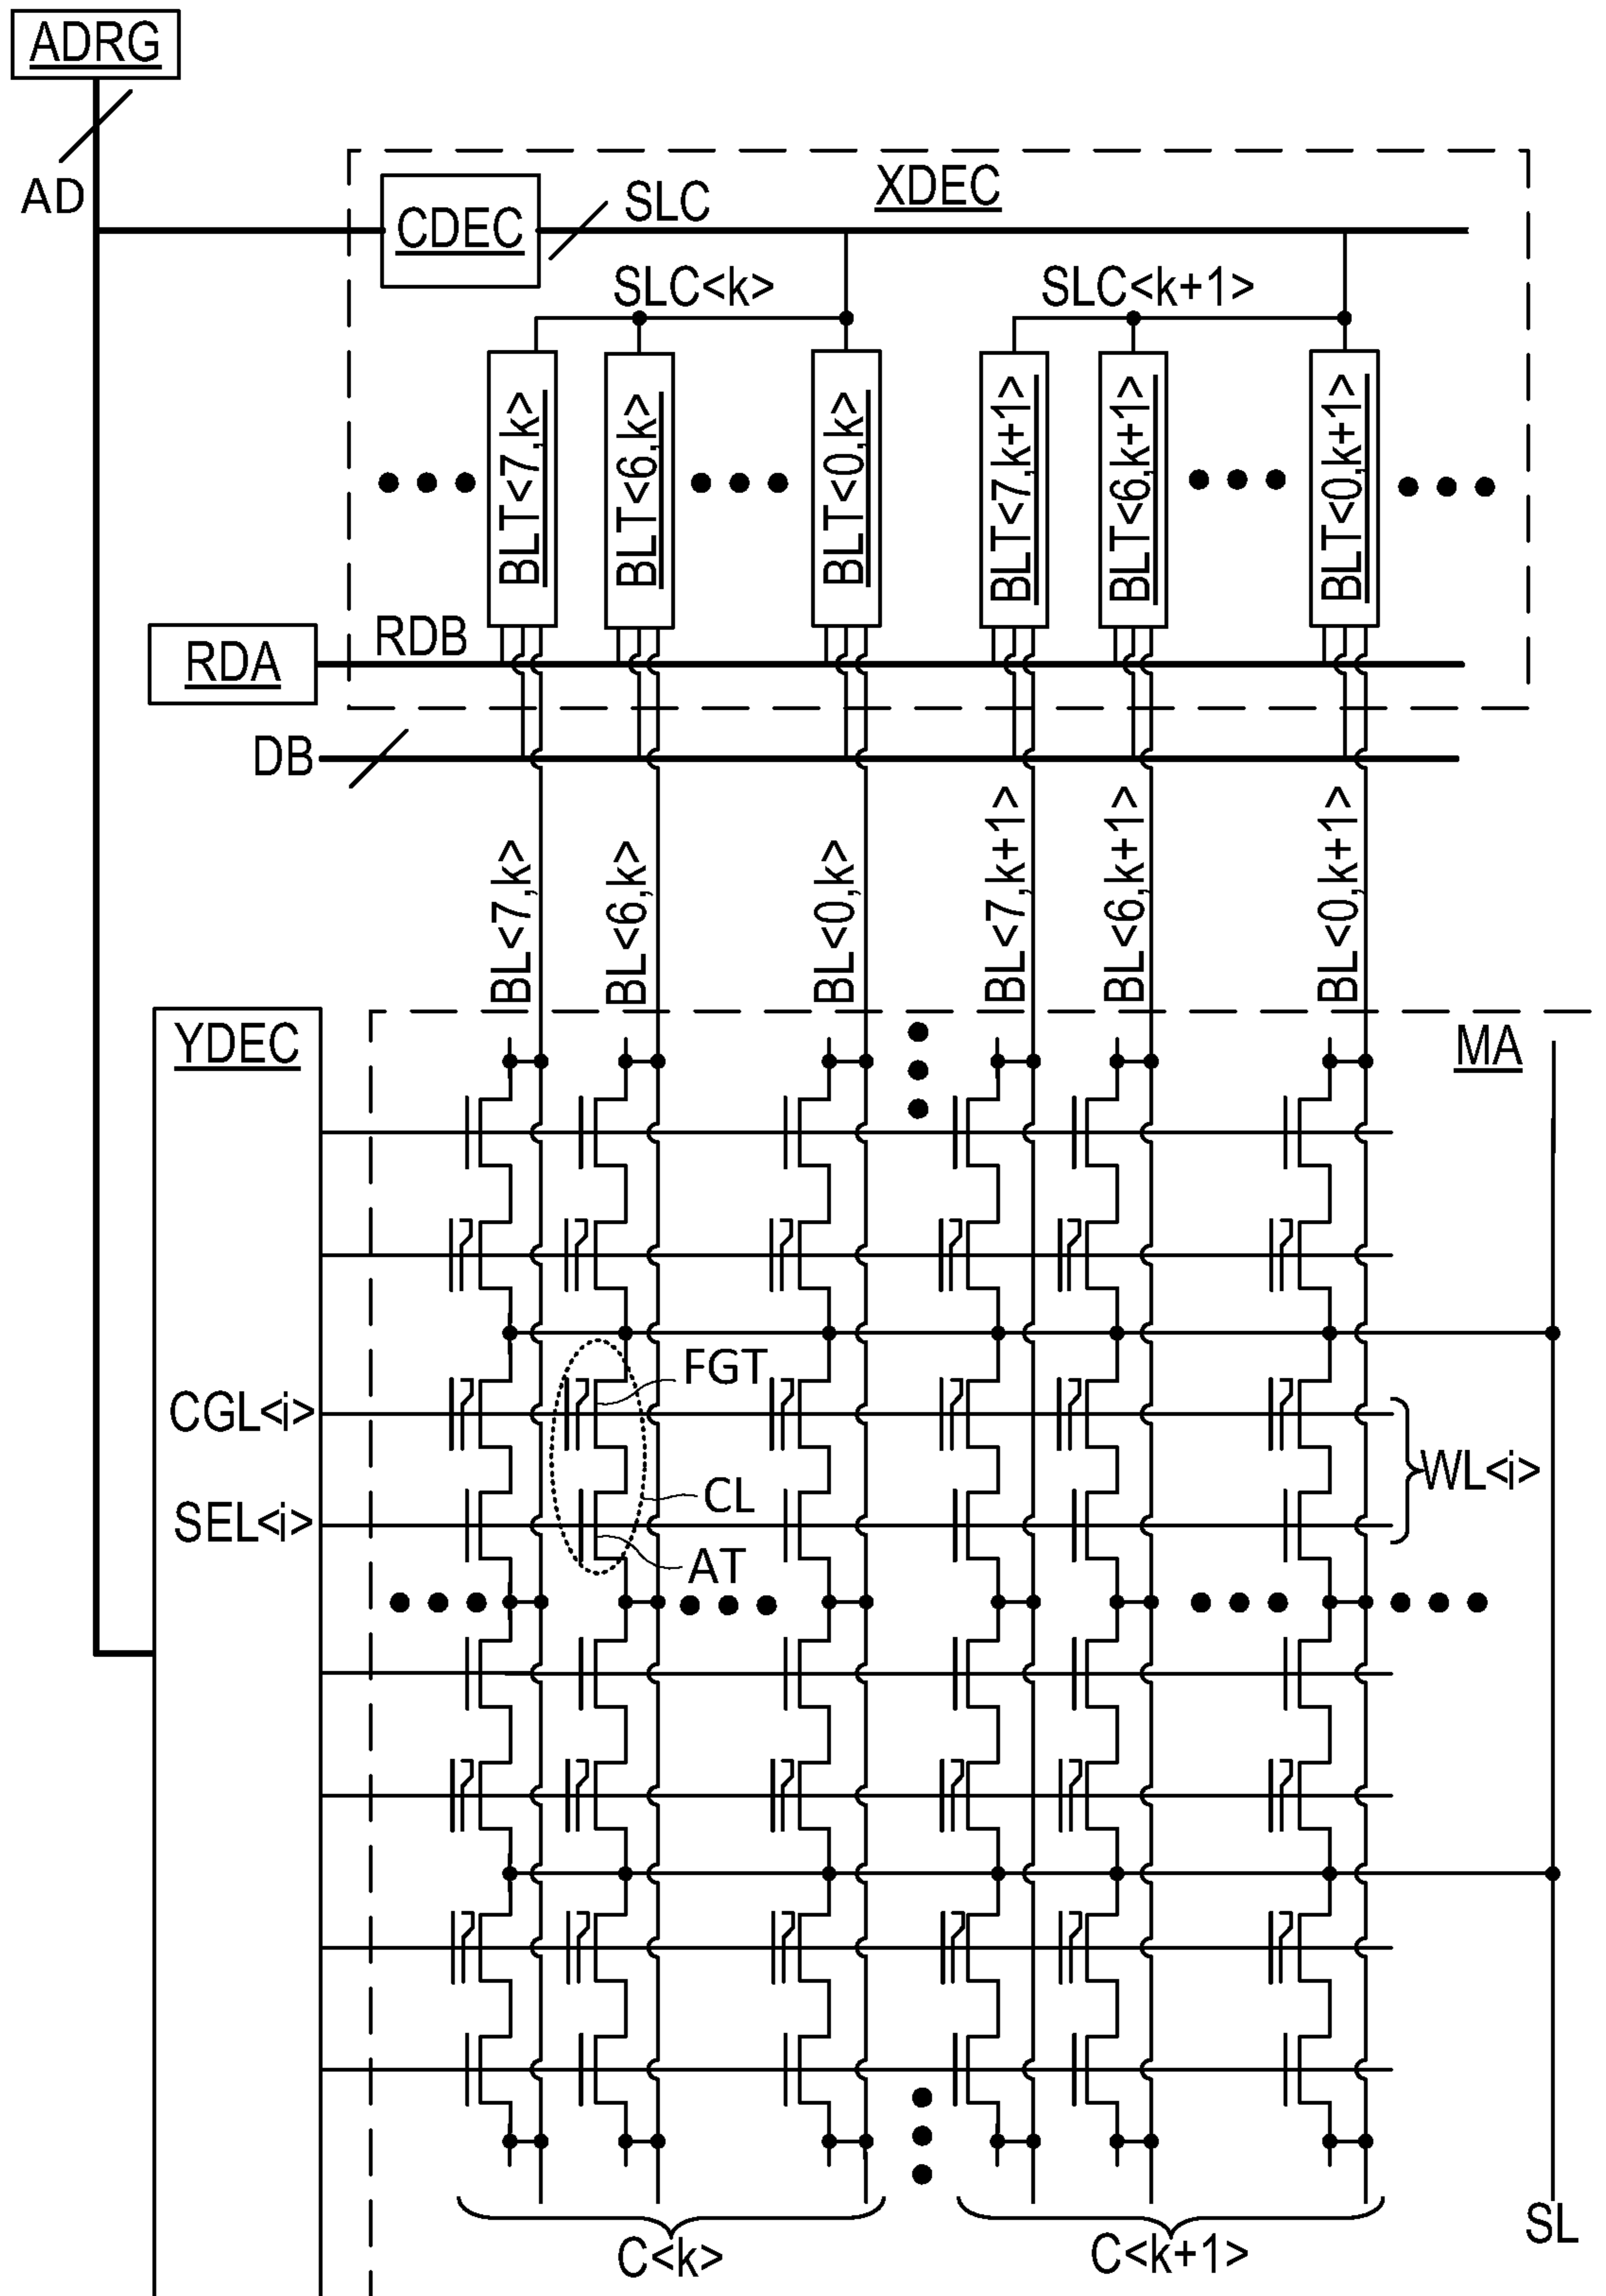 ADRG
AD
XDEC
CDEC
SLC
SLC<k>
SLC<k+1>
BLT<7,k>
BLT<6,k>
BLT<0,k>
BLT<7,k+1>
BLT<6,k+1>
BLT<0,k+1>
RDA
RDB
DB
BL<7,k>
BL<6,k>
BL<0,k>
BL<7,k+1>
BL<6,k+1>
BL<0,k+1>
YDEC
MA
FGT
CGL<i>
WL<i>
CL
SEL<i>
AT
SL
C<k>
C<k+1>